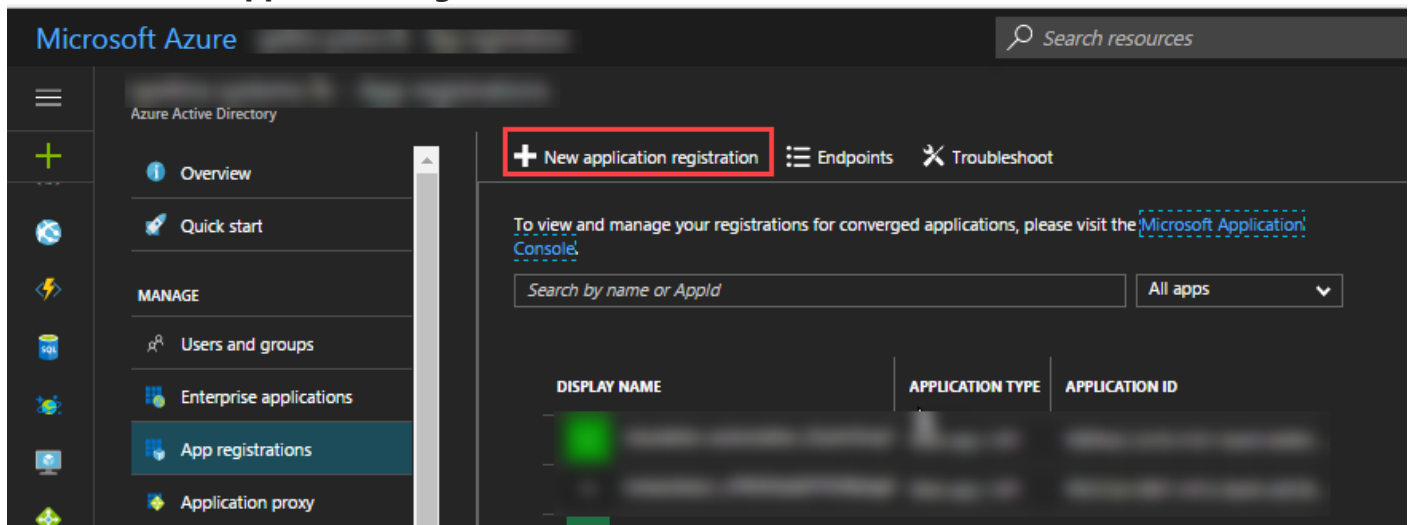 Microsoft Azure
Search resources
Azure Active Directory
New application registration
Endpoints
Troubleshoot
Overview
Quick start
To view and manage your registrations for converged applications, please visit the Microsoft Application
Console.
Search by name or AppId
All apps
MANAGE
Users and groups
Enterprise applications
App registrations
Application proxy
DISPLAY NAME
APPLICATION TYPE
APPLICATION ID
SQL